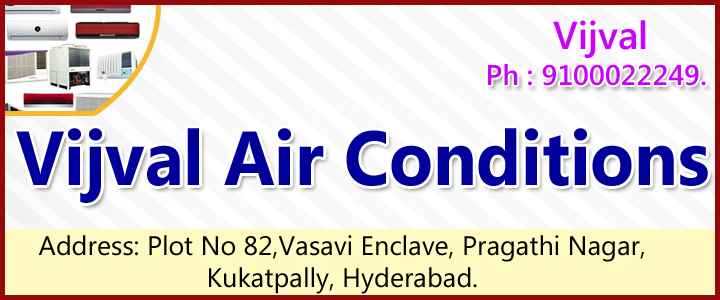 Vijval
Ph : 9100022249.
Vijval Air Conditions
Address: Plot No 82,Vasavi Enclave, Pragathi Nagar,
Kukatpally, Hyderabad.